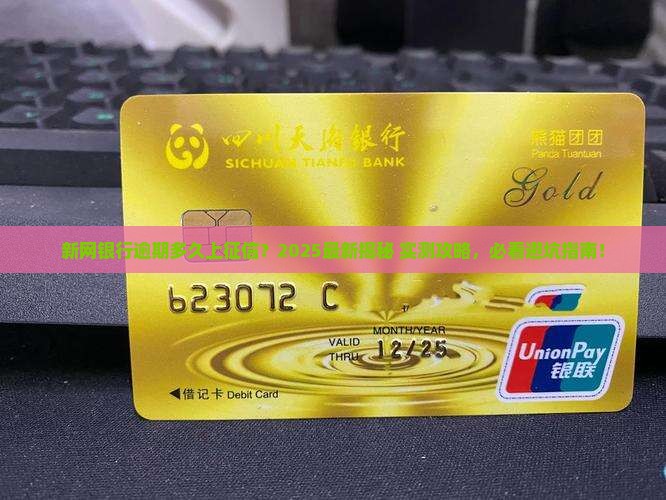 四川天府银行
SICHUAN TIANFU BANK
熊猫团团
Panda Tuantuan
Gold
新网银行逾期多久上征信？2025最新揭秘 实测攻略，必看避坑指南！
623072 C
MONTH/YEAR
VALID THRU 12/25
UnionPay
银联
借记卡 Debit Card